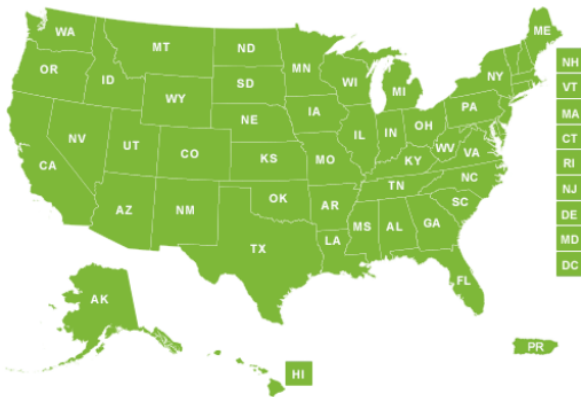 WA
MT
ND
ME
OR
MN
NH
ID
SD
WI
NY
VT
WY
MI
MA
IA
PA
NE
CT
NV
IL
IN
OH
UT
CO
WV
VA
RI
CA
KS
MO
KY
NC
NJ
TN
AZ
NM
OK
AR
SC
DE
MS
AL
GA
MD
TX
LA
DC
FL
AK
PR
HI